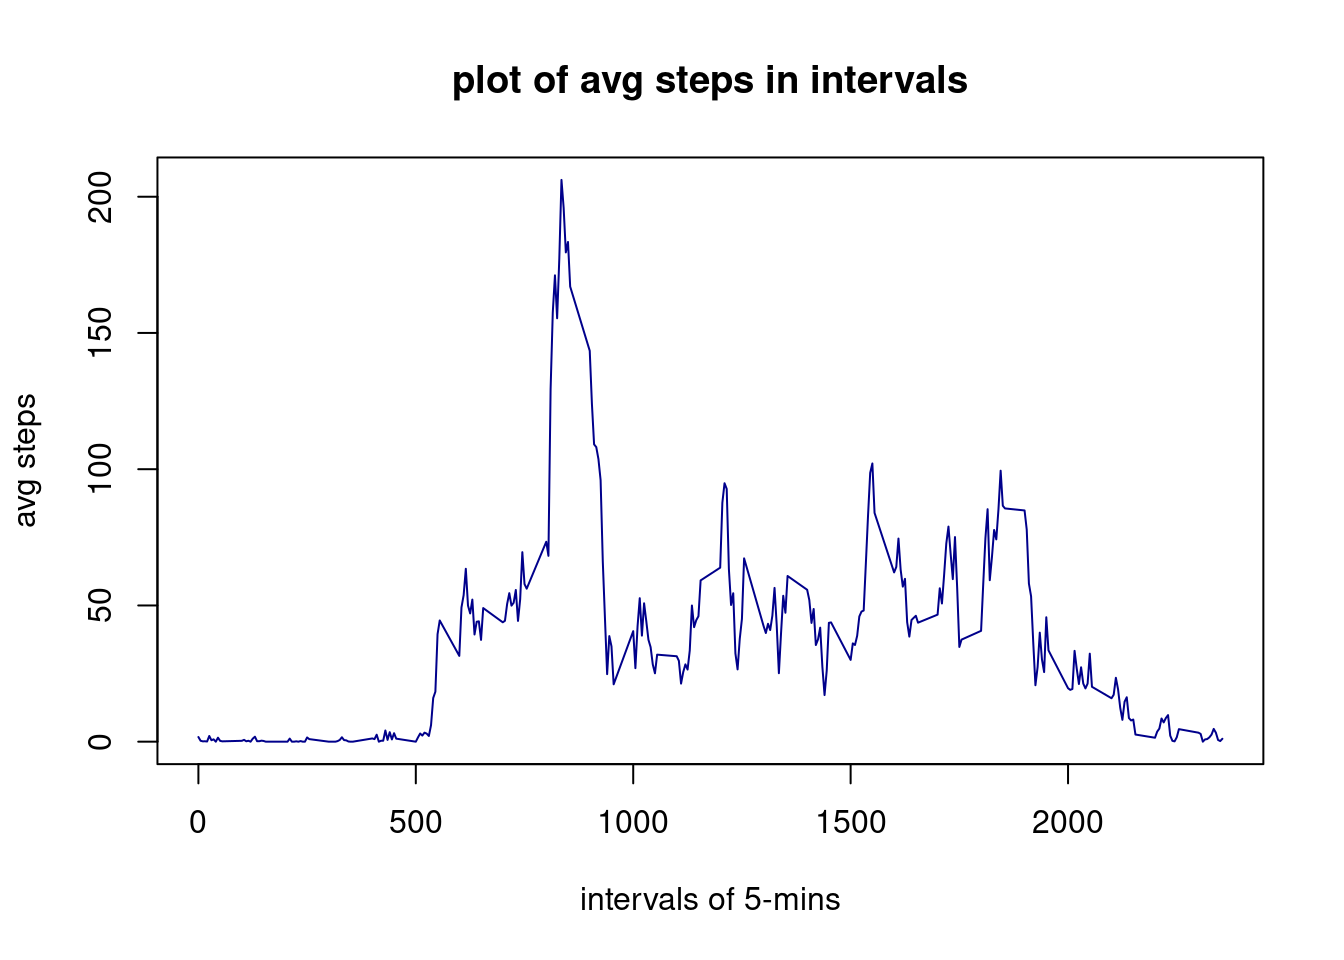 plot of avg steps in intervals
avg steps
200
150
100
50
0
0 500 1000 1500 2000
intervals of 5-mins